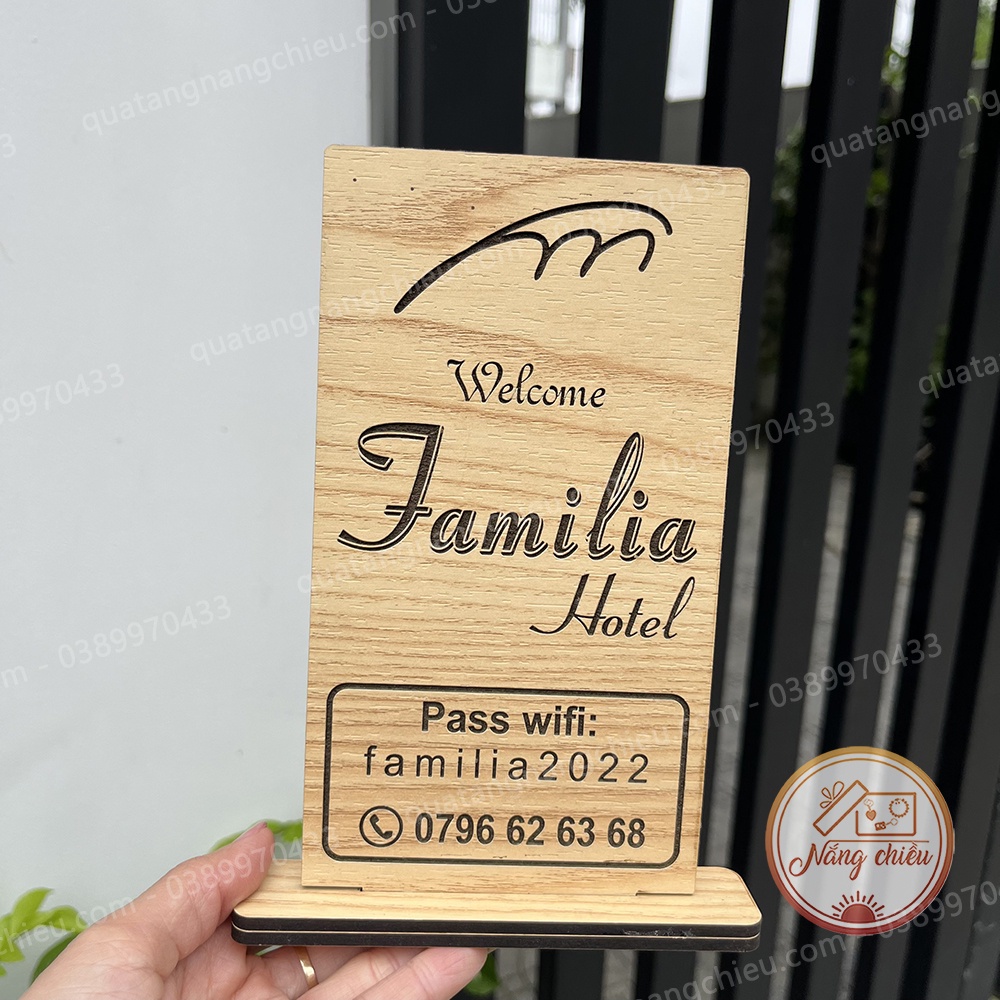 Welcome
Familia
Hotel
Pass wifi:
familia2022
0796 62 63 68
Nắng chiều
quatangnangchieu.com - 0389970433